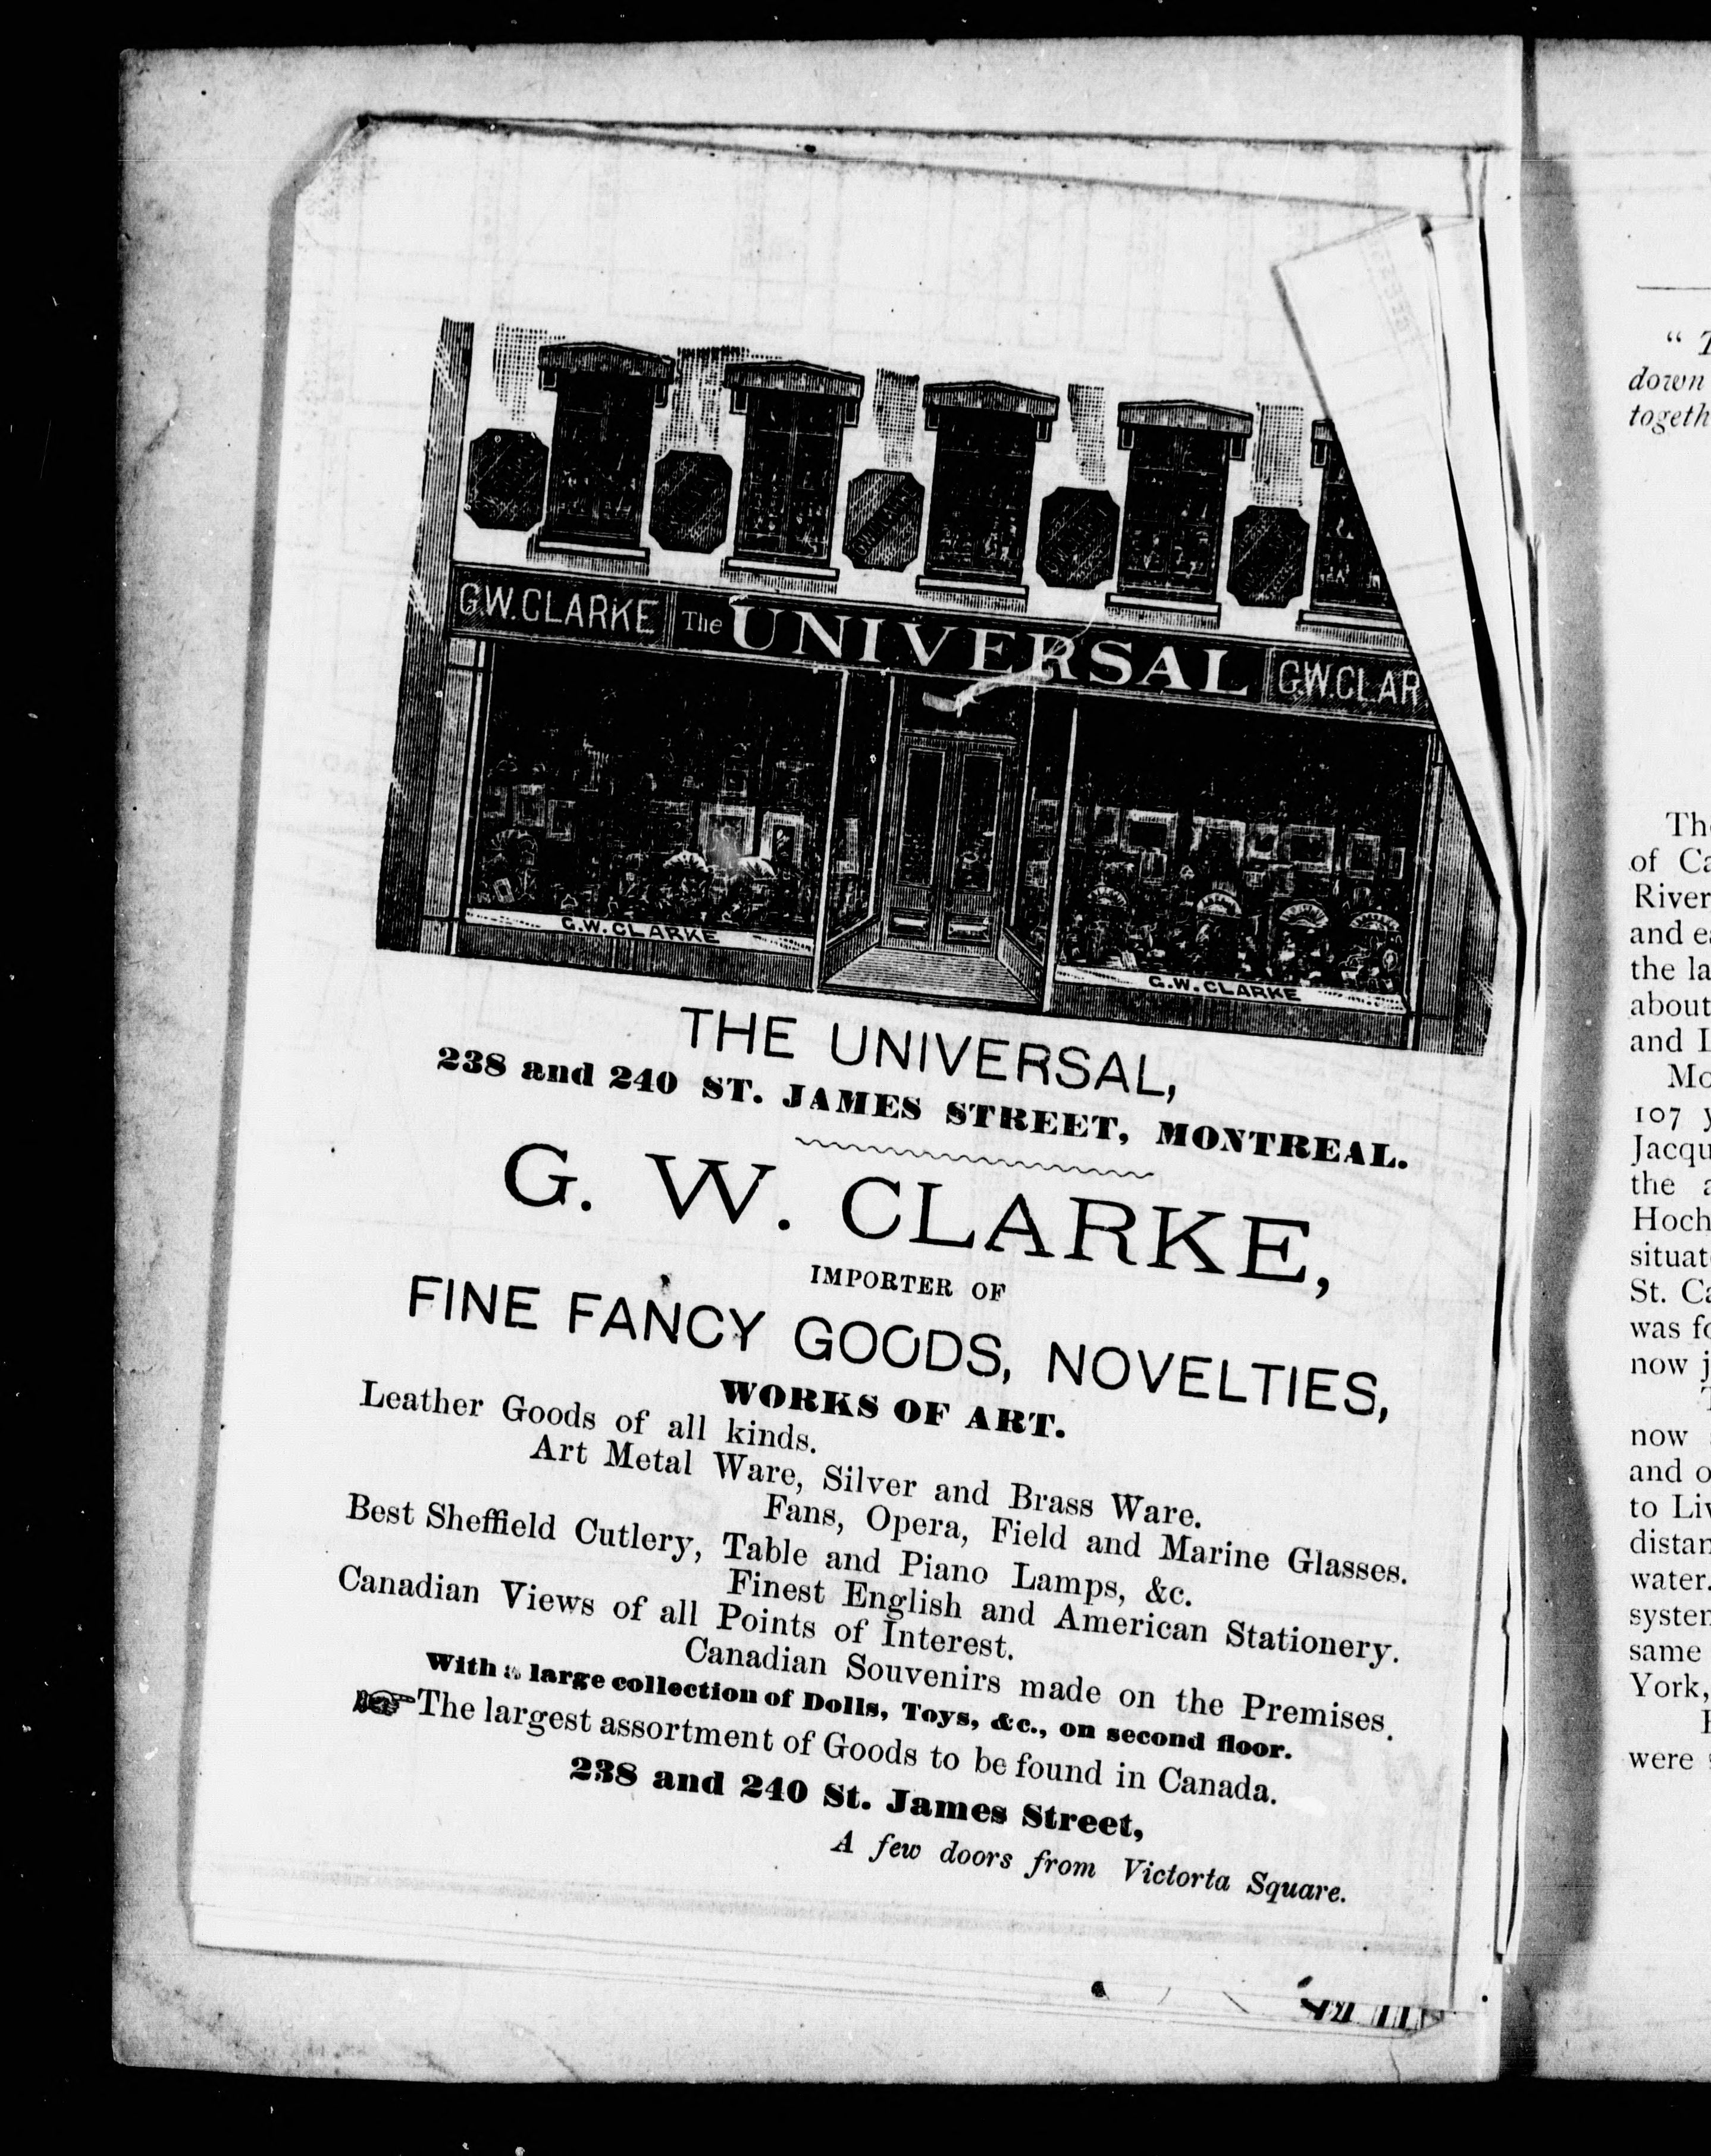 G.W.CLARKE The UNIVERSAL G.W.CLAR
G.W.CLARKE
G.W.CLARKE
THE UNIVERSAL,
238 and 240 ST. JAMES STREET, MONTREAL.
G. W. CLARKE,
IMPORTER OF
FINE FANCY GOODS, NOVELTIES,
WORKS OF ART.
Leather Goods of all kinds.
Art Metal Ware, Silver and Brass Ware.
Fans, Opera, Field and Marine Glasses.
Best Sheffield Cutlery, Table and Piano Lamps, &c.
Finest English and American Stationery.
Canadian Views of all Points of Interest.
Canadian Souvenirs made on the Premises.
With a large collection of Dolls, Toys, &c., on second floor.
☞The largest assortment of Goods to be found in Canada.
238 and 240 St. James Street,
A few doors from Victorta Square.
“ T
down
togeth
The
of Ca
River
and ea
the la
about
and L
Mo
107 y
Jacqu
the a
Hoch
situat
St. Ca
was fo
now j
T
now
and o
to Liv
distan
water.
system
same
York,
were